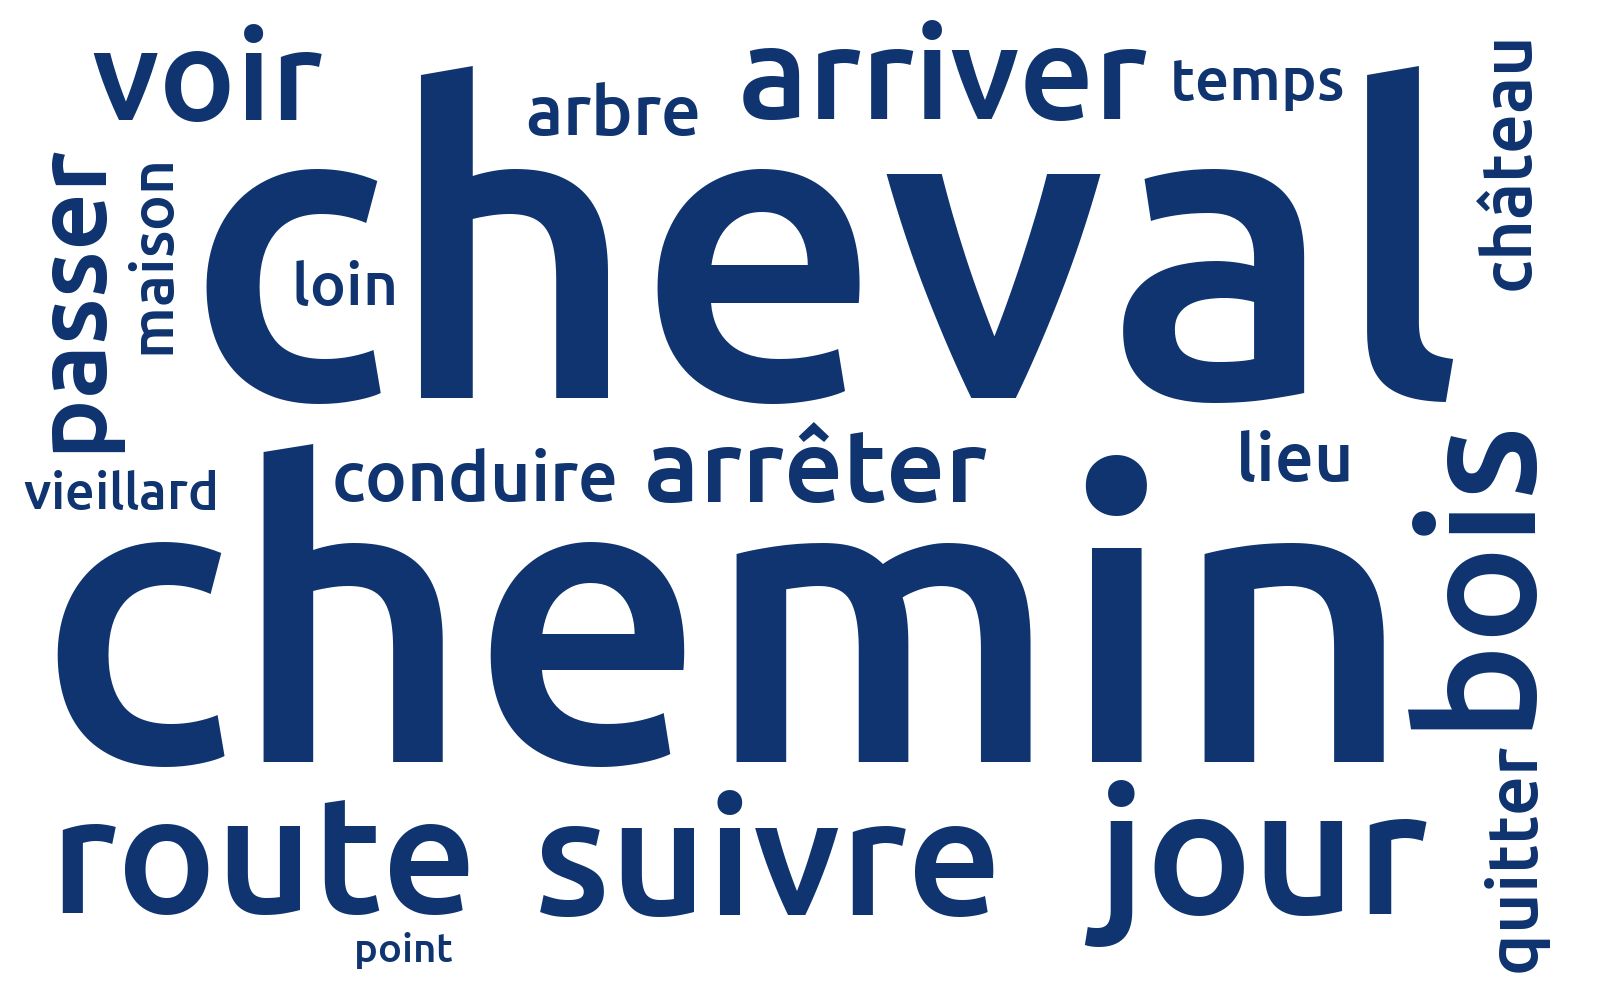 voir
arriver
temps
arbre
château
passer
maison
cheval
loin
conduire
arrêter
lieu
vieillard
bois
chemin
quitter
route
suivre
jour
point